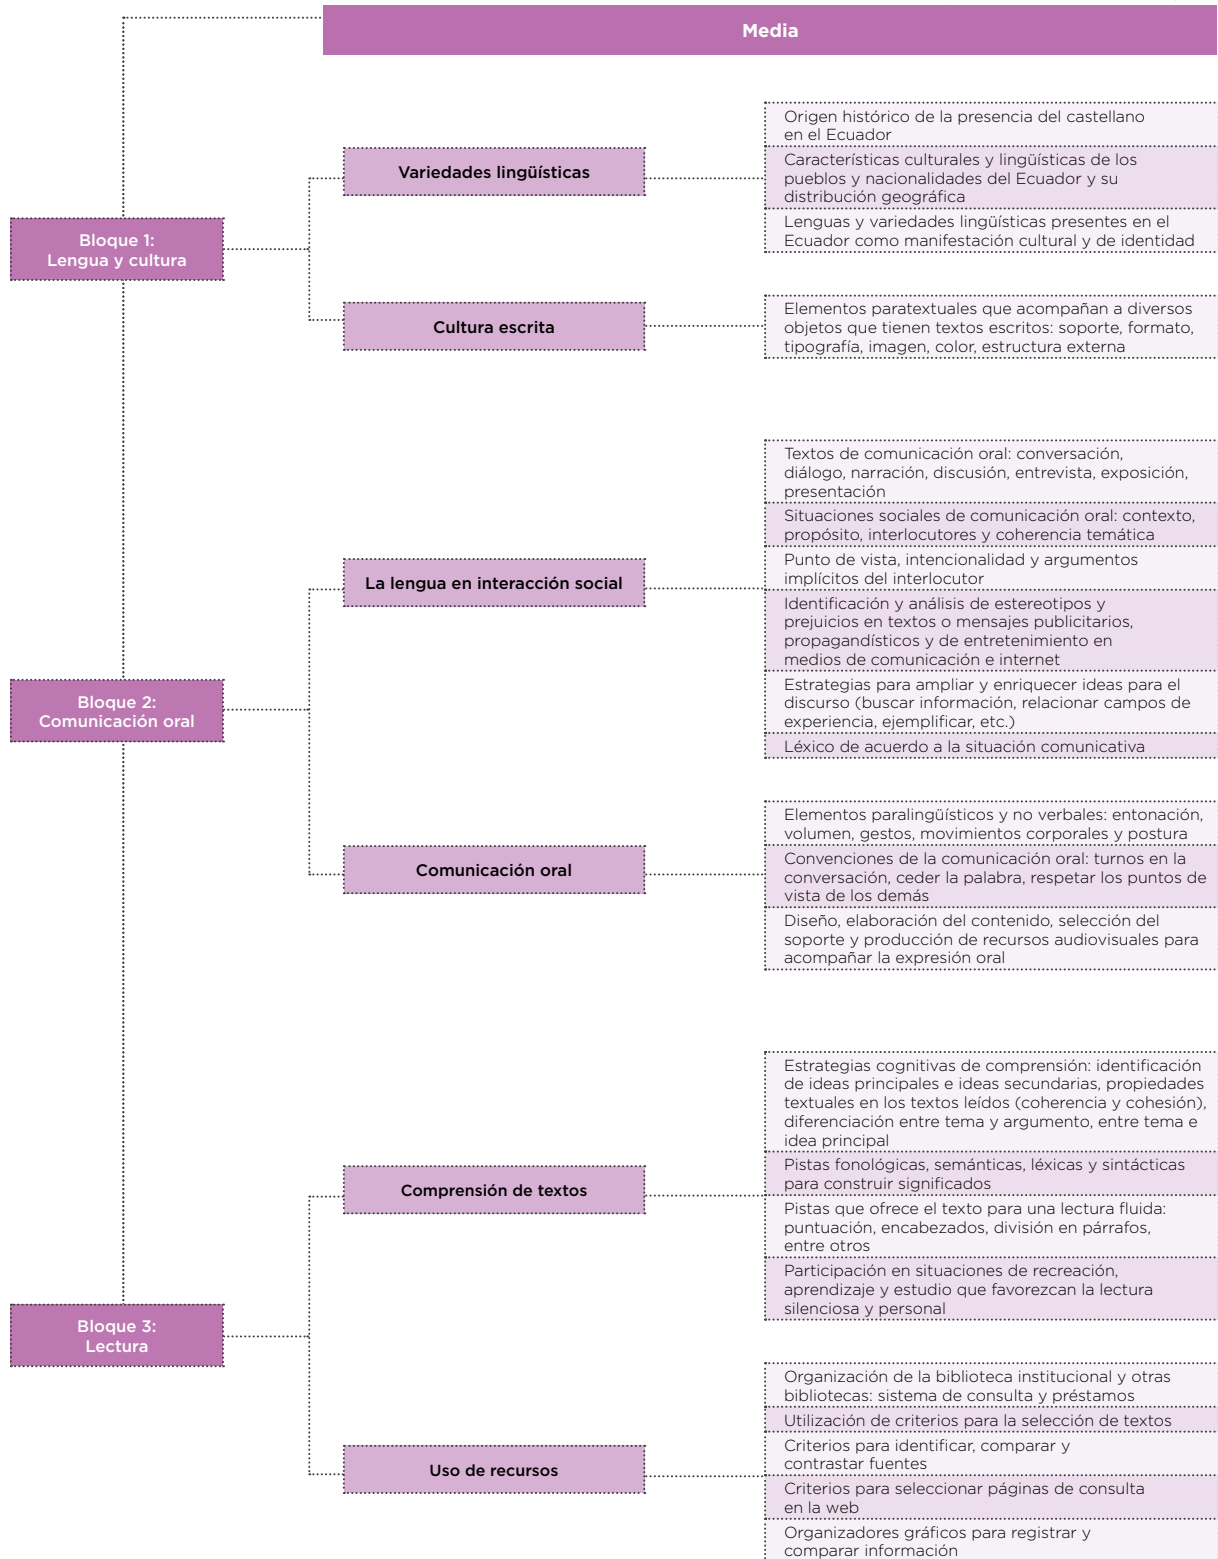 Media
Bloque 1:
Lengua y cultura
Variedades lingüísticas
Origen histórico de la presencia del castellano
en el Ecuador
Características culturales y lingüísticas de los
pueblos y nacionalidades del Ecuador y su
distribución geográfica
Lenguas y variedades lingüísticas presentes en el
Ecuador como manifestación cultural y de identidad
Cultura escrita
Elementos paratextuales que acompañan a diversos
objetos que tienen textos escritos: soporte, formato,
tipografía, imagen, color, estructura externa
Bloque 2:
Comunicación oral
La lengua en interacción social
Textos de comunicación oral: conversación,
diálogo, narración, discusión, entrevista, exposición,
presentación
Situaciones sociales de comunicación oral: contexto,
propósito, interlocutores y coherencia temática
Punto de vista, intencionalidad y argumentos
implícitos del interlocutor
Identificación y análisis de estereotipos y
prejuicios en textos o mensajes publicitarios,
propagandísticos y de entretenimiento en
medios de comunicación e internet
Estrategias para ampliar y enriquecer ideas para el
discurso (buscar información, relacionar campos de
experiencia, ejemplificar, etc.)
Léxico de acuerdo a la situación comunicativa
Comunicación oral
Elementos paralingüísticos y no verbales: entonación,
volumen, gestos, movimientos corporales y postura
Convenciones de la comunicación oral: turnos en la
conversación, ceder la palabra, respetar los puntos de
vista de los demás
Diseño, elaboración del contenido, selección del
soporte y producción de recursos audiovisuales para
acompañar la expresión oral
Bloque 3:
Lectura
Comprensión de textos
Estrategias cognitivas de comprensión: identificación
de ideas principales e ideas secundarias, propiedades
textuales en los textos leídos (coherencia y cohesión),
diferenciación entre tema y argumento, entre tema e
idea principal
Pistas fonológicas, semánticas, léxicas y sintácticas
para construir significados
Pistas que ofrece el texto para una lectura fluida:
puntuación, encabezados, división en párrafos,
entre otros
Participación en situaciones de recreación,
aprendizaje y estudio que favorezcan la lectura
silenciosa y personal
Uso de recursos
Organización de la biblioteca institucional y otras
bibliotecas: sistema de consulta y préstamos
Utilización de criterios para la selección de textos
Criterios para identificar, comparar y
contrastar fuentes
Criterios para seleccionar páginas de consulta
en la web
Organizadores gráficos para registrar y
comparar información